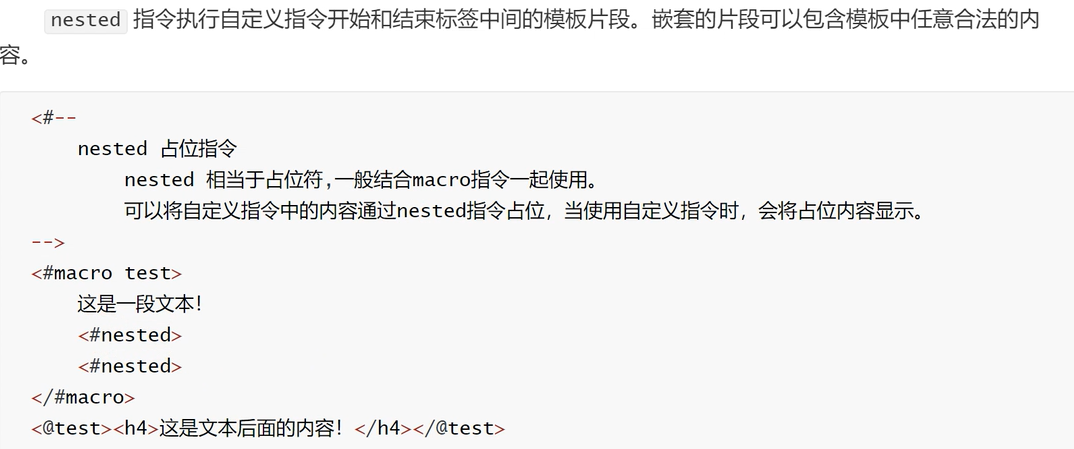 nested 指令执行自定义指令开始和结束标签中间的模板片段。嵌套的片段可以包含模板中任意合法的内
容。
<#--
    nested 占位指令
        nested 相当于占位符,一般结合macro指令一起使用。
        可以将自定义指令中的内容通过nested指令占位，当使用自定义指令时，会将占位内容显示。
-->
<#macro test>
    这是一段文本！
    <#nested>
    <#nested>
</#macro>
<@test><h4>这是文本后面的内容！</h4></@test>